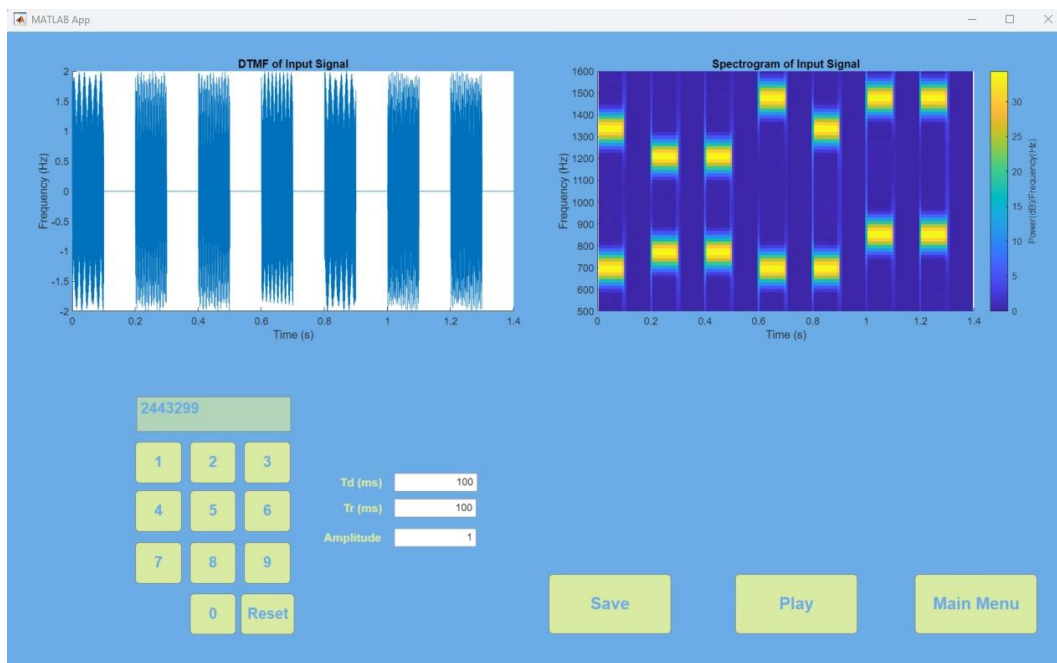 MATLAB App
DTMF of Input Signal
Frequency (Hz)
2
1.5
1
0.5
0
-0.5
-1
-1.5
-2
0 0.2 0.4 0.6 0.8 1 1.2 1.4
Time (s)
Spectrogram of Input Signal
Frequency (Hz)
1600
1500
1400
1300
1200
1100
1000
900
800
700
600
500
0 0.2 0.4 0.6 0.8 1 1.2 1.4
Time (s)
30
25
20
15
10
5
0
Power(dB)/Frequency(Hz)
2443299
1 2 3
4 5 6
7 8 9
0 Reset
Td (ms) 100
Tr (ms) 100
Amplitude 1
Save Play Main Menu